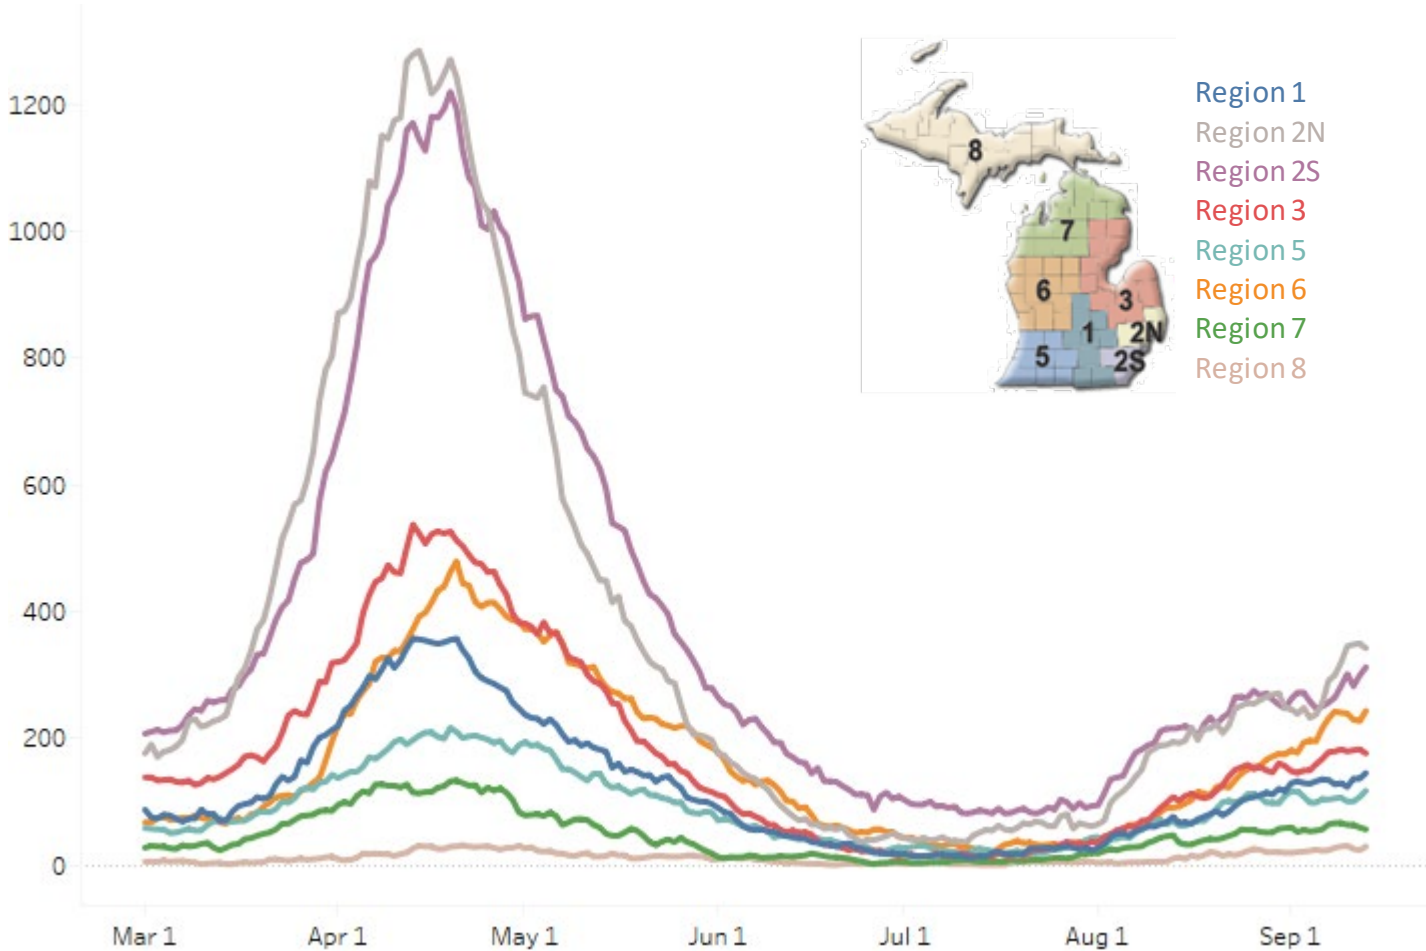 1200
1000
800
600
400
200
0
Mar 1
Apr 1
May 1
Jun 1
Jul 1
Aug 1
Sep 1
8
7
6
3
1
2N
5
2S
Region 1
Region 2N
Region 2S
Region 3
Region 5
Region 6
Region 7
Region 8